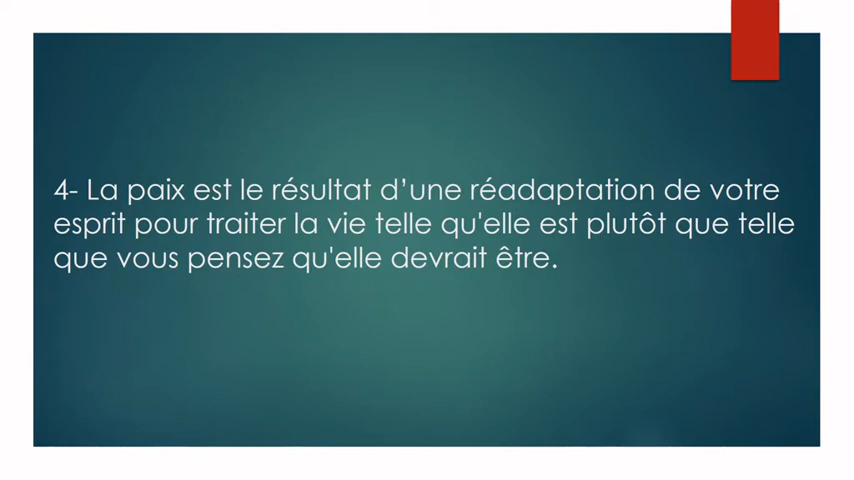 4- La paix est le résultat d’une réadaptation de votre
esprit pour traiter la vie telle qu'elle est plutôt que telle
que vous pensez qu'elle devrait être.